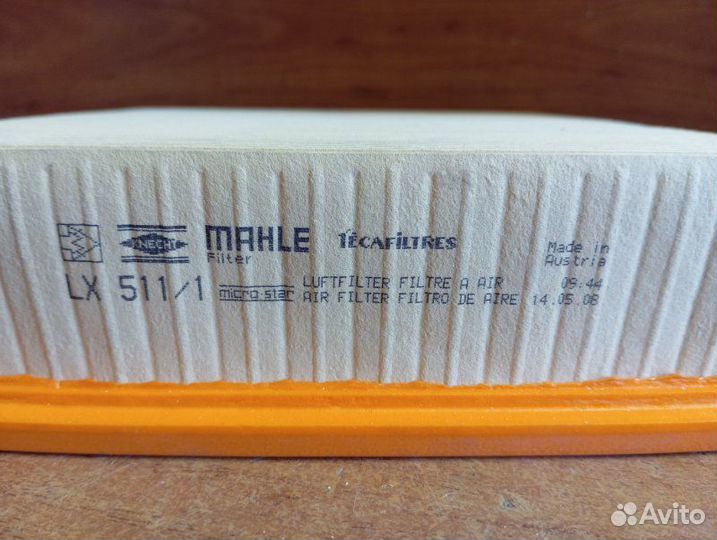 KNECHT MAHLE Filter TECAFILTRES Made in Austria
LX 511/1 micro-star LUFTFILTER FILTRE A AIR 09:44
AIR FILTER FILTRO DE AIRE 14.05.08
Avito